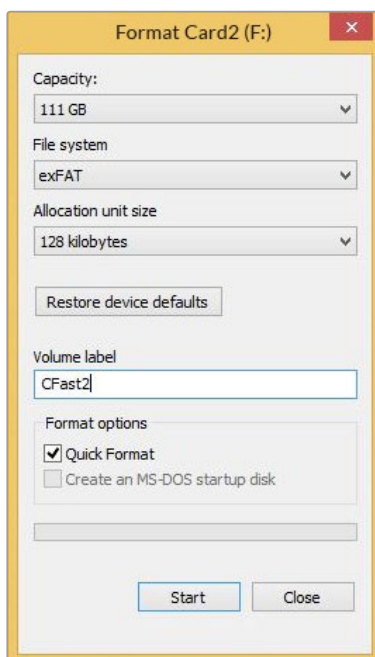 Format Card2 (F:)
Capacity:
111 GB
File system
exFAT
Allocation unit size
128 kilobytes
Restore device defaults
Volume label
CFast2
Format options
Quick Format
Create an MS-DOS startup disk
Start Close